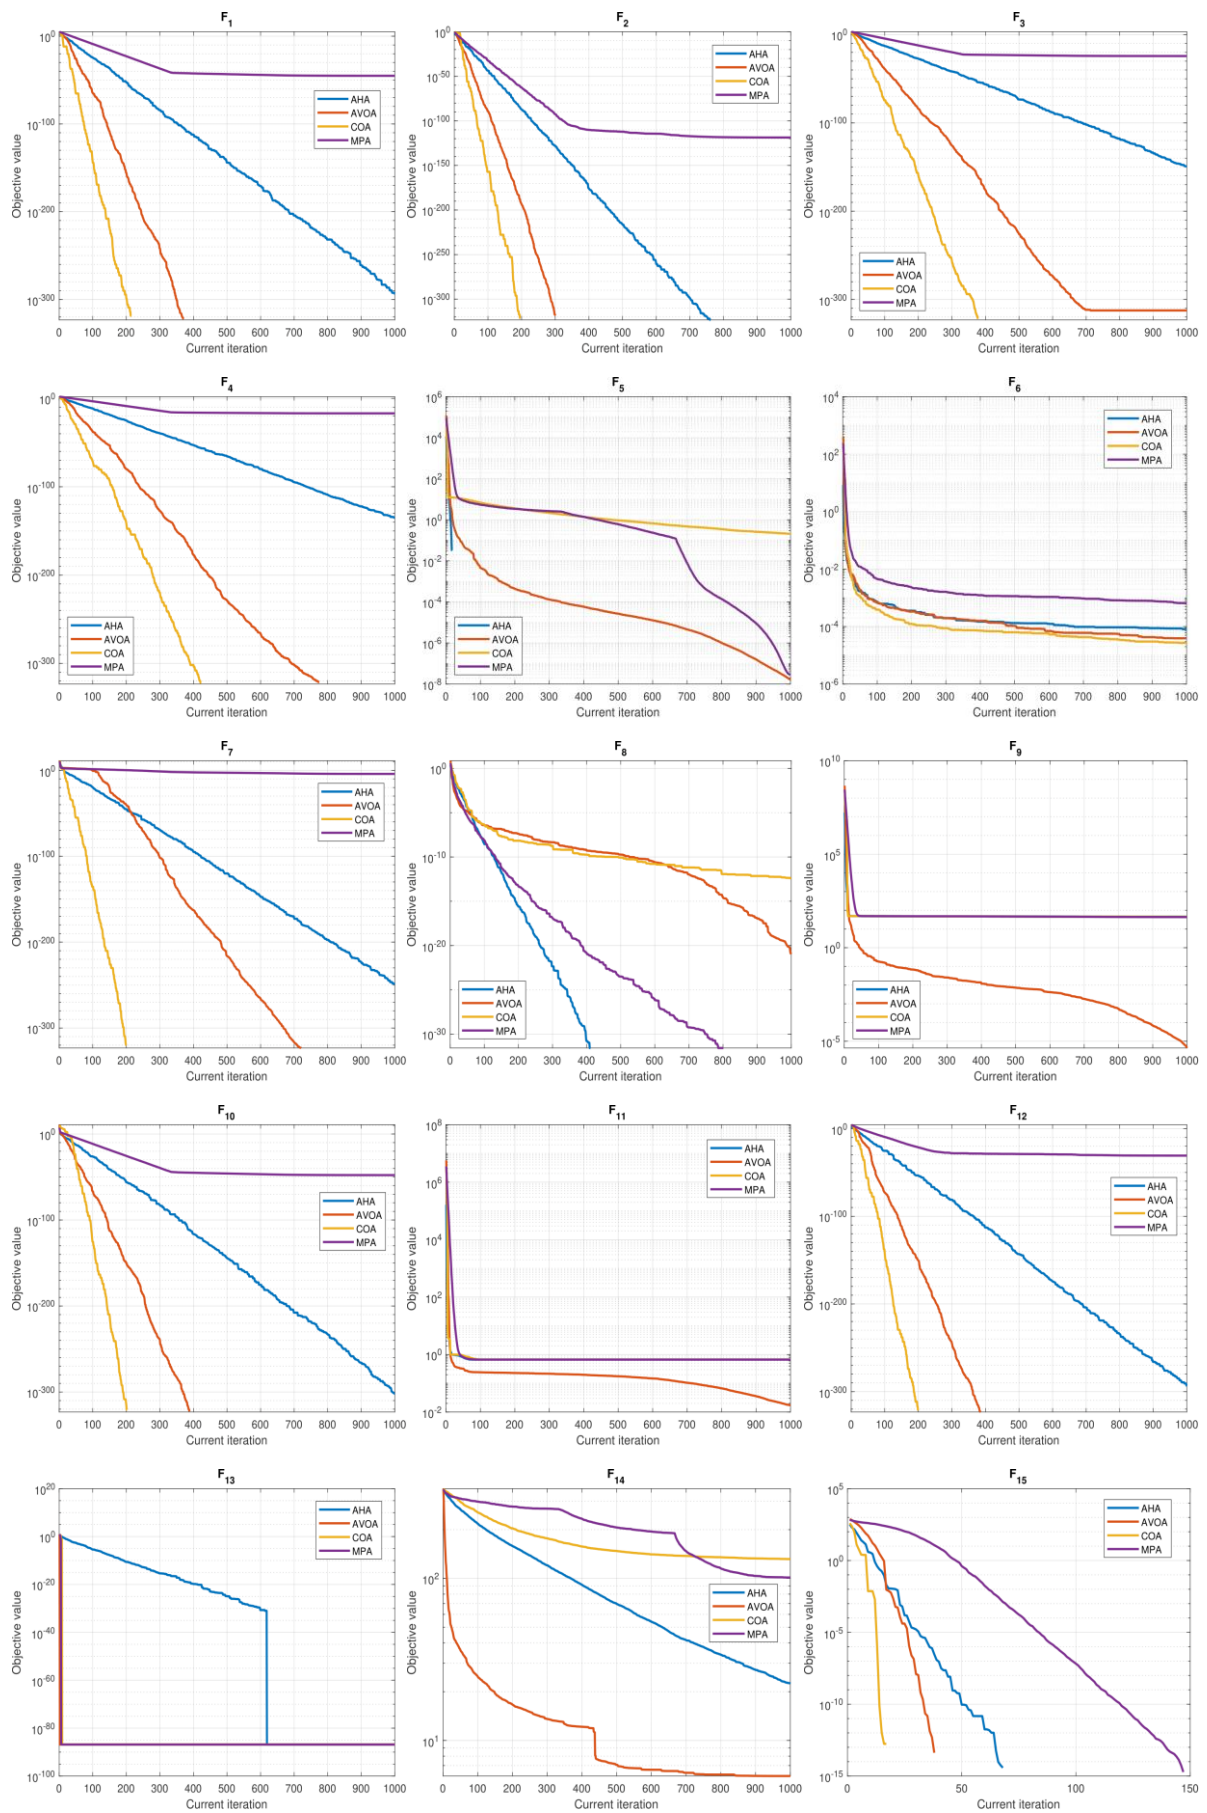 F1
Objective value
10^0
10^-100
10^-200
10^-300
AHA
AVOA
COA
MPA
0 100 200 300 400 500 600 700 800 900 1000
Current iteration
F2
Objective value
10^0
10^-50
10^-100
10^-150
10^-200
10^-250
10^-300
AHA
AVOA
COA
MPA
0 100 200 300 400 500 600 700 800 900 1000
Current iteration
F3
Objective value
10^0
10^-100
10^-200
10^-300
AHA
AVOA
COA
MPA
0 100 200 300 400 500 600 700 800 900 1000
Current iteration
F4
Objective value
10^0
10^-100
10^-200
10^-300
AHA
AVOA
COA
MPA
0 100 200 300 400 500 600 700 800 900 1000
Current iteration
F5
Objective value
10^6
10^4
10^2
10^0
10^-2
10^-4
10^-6
10^-8
AHA
AVOA
COA
MPA
0 100 200 300 400 500 600 700 800 900 1000
Current iteration
F6
Objective value
10^4
10^2
10^0
10^-2
10^-4
10^-6
AHA
AVOA
COA
MPA
0 100 200 300 400 500 600 700 800 900 1000
Current iteration
F7
Objective value
10^0
10^-100
10^-200
10^-300
AHA
AVOA
COA
MPA
0 100 200 300 400 500 600 700 800 900 1000
Current iteration
F8
Objective value
10^0
10^-10
10^-20
10^-30
AHA
AVOA
COA
MPA
0 100 200 300 400 500 600 700 800 900 1000
Current iteration
F9
Objective value
10^10
10^5
10^0
10^-5
AHA
AVOA
COA
MPA
0 100 200 300 400 500 600 700 800 900 1000
Current iteration
F10
Objective value
10^0
10^-100
10^-200
10^-300
AHA
AVOA
COA
MPA
0 100 200 300 400 500 600 700 800 900 1000
Current iteration
F11
Objective value
10^8
10^6
10^4
10^2
10^0
10^-2
AHA
AVOA
COA
MPA
0 100 200 300 400 500 600 700 800 900 1000
Current iteration
F12
Objective value
10^0
10^-100
10^-200
10^-300
AHA
AVOA
COA
MPA
0 100 200 300 400 500 600 700 800 900 1000
Current iteration
F13
Objective value
10^20
10^0
10^-20
10^-40
10^-60
10^-80
10^-100
AHA
AVOA
COA
MPA
0 100 200 300 400 500 600 700 800 900 1000
Current iteration
F14
Objective value
10^2
10^1
AHA
AVOA
COA
MPA
0 100 200 300 400 500 600 700 800 900 1000
Current iteration
F15
Objective value
10^5
10^0
10^-5
10^-10
10^-15
AHA
AVOA
COA
MPA
0 50 100 150
Current iteration